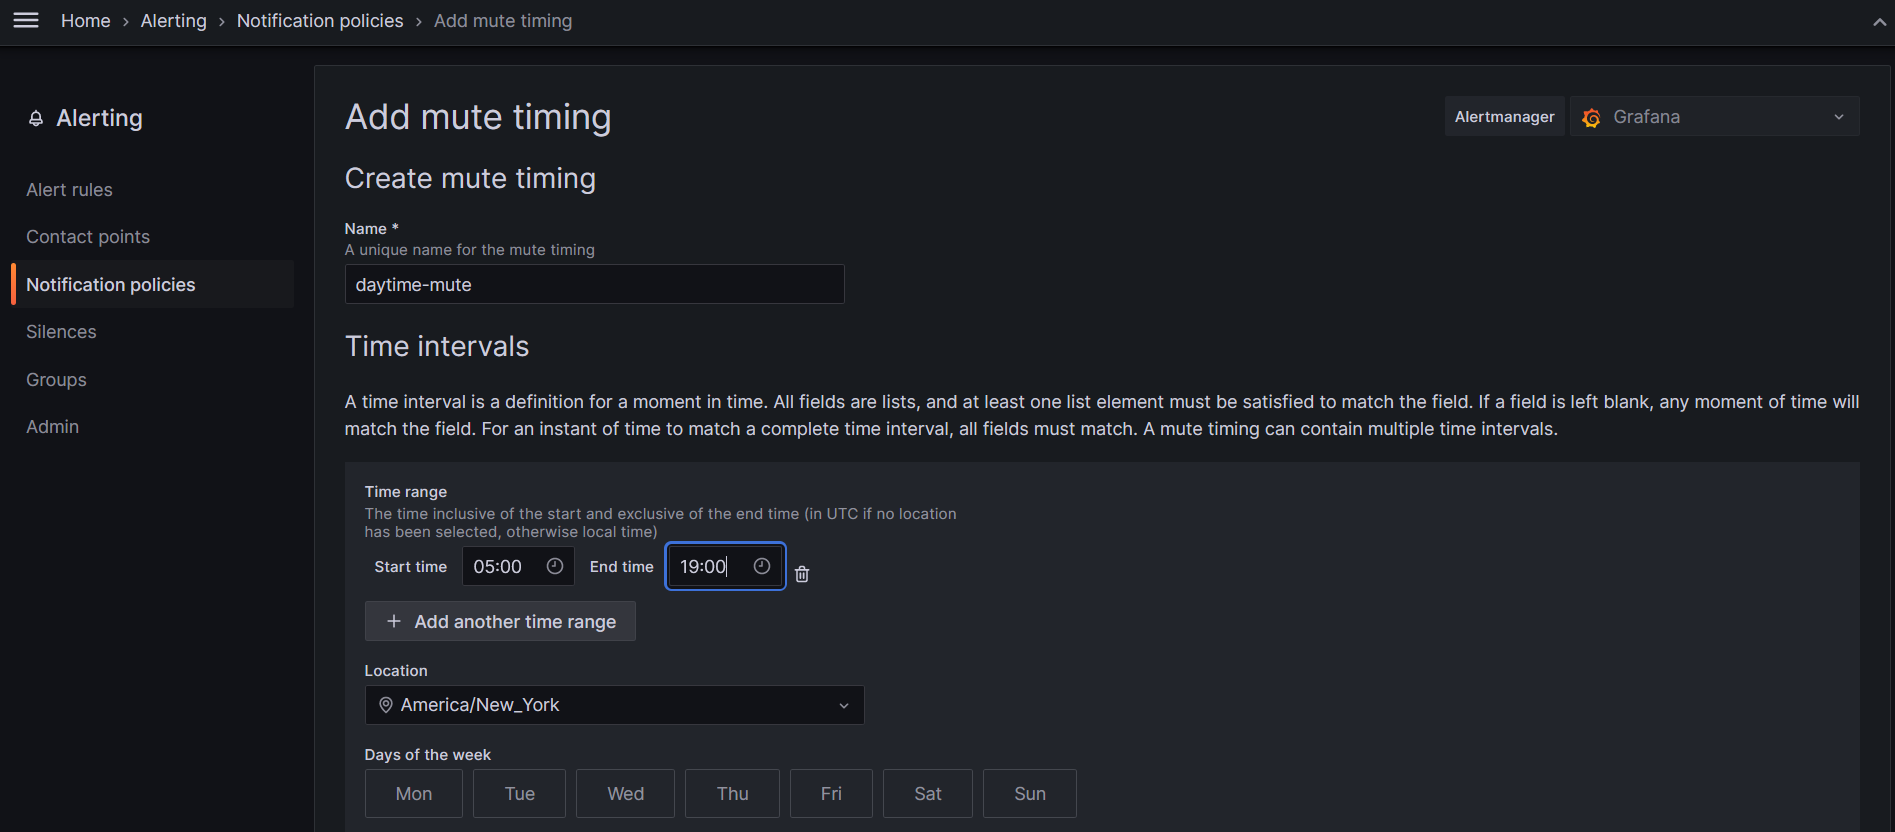 Home › Alerting › Notification policies › Add mute timing
Alerting
Alert rules
Contact points
Notification policies
Silences
Groups
Admin
Add mute timing
Alertmanager
Grafana
Create mute timing
Name *
A unique name for the mute timing
daytime-mute
Time intervals
A time interval is a definition for a moment in time. All fields are lists, and at least one list element must be satisfied to match the field. If a field is left blank, any moment of time will
match the field. For an instant of time to match a complete time interval, all fields must match. A mute timing can contain multiple time intervals.
Time range
The time inclusive of the start and exclusive of the end time (in UTC if no location
has been selected, otherwise local time)
Start time 05:00 End time 19:00
+ Add another time range
Location
America/New_York
Days of the week
Mon Tue Wed Thu Fri Sat Sun